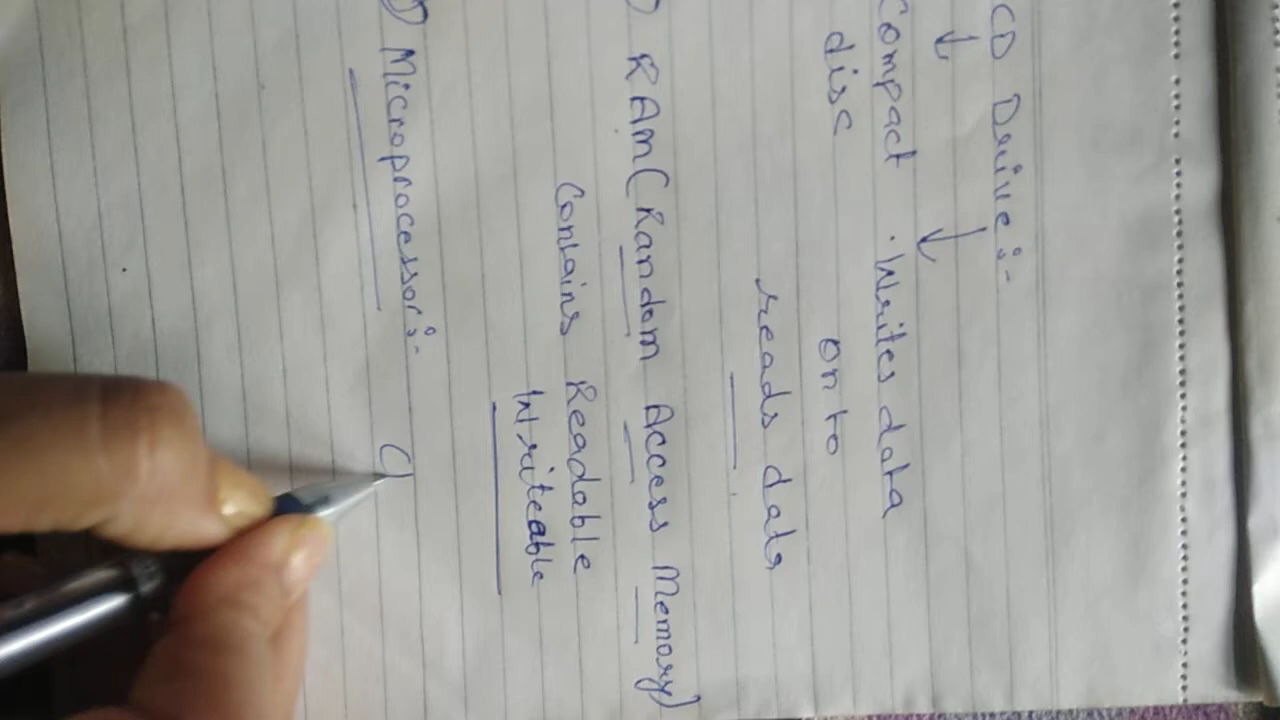 CD Drive:-
↓ ↓
Compact • Writes data
disc onto
reads data
) RAM (Random Access Memory)
Contains Readable
Writeable
) Microprocessor:- C